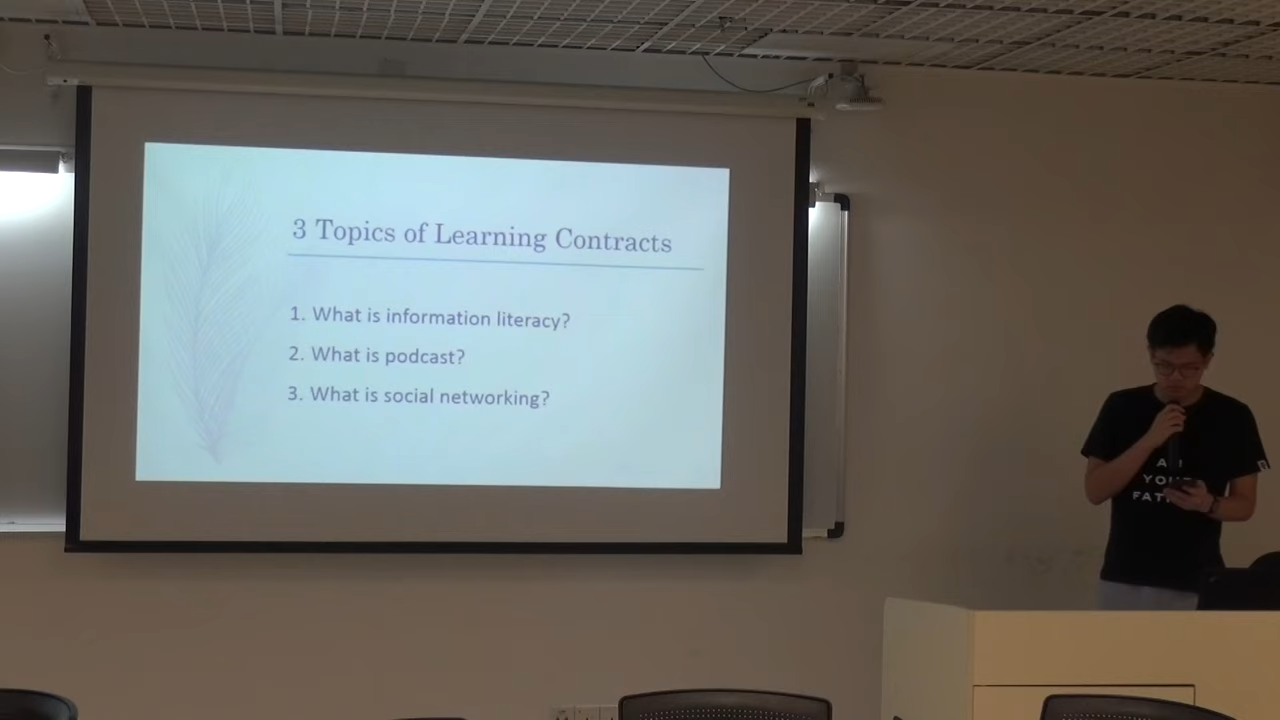 3 Topics of Learning Contracts
1. What is information literacy?
2. What is podcast?
3. What is social networking?